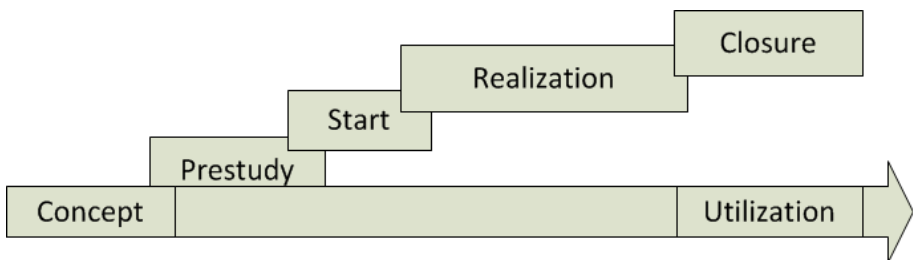 Closure
Realization
Start
Prestudy
Concept
Utilization